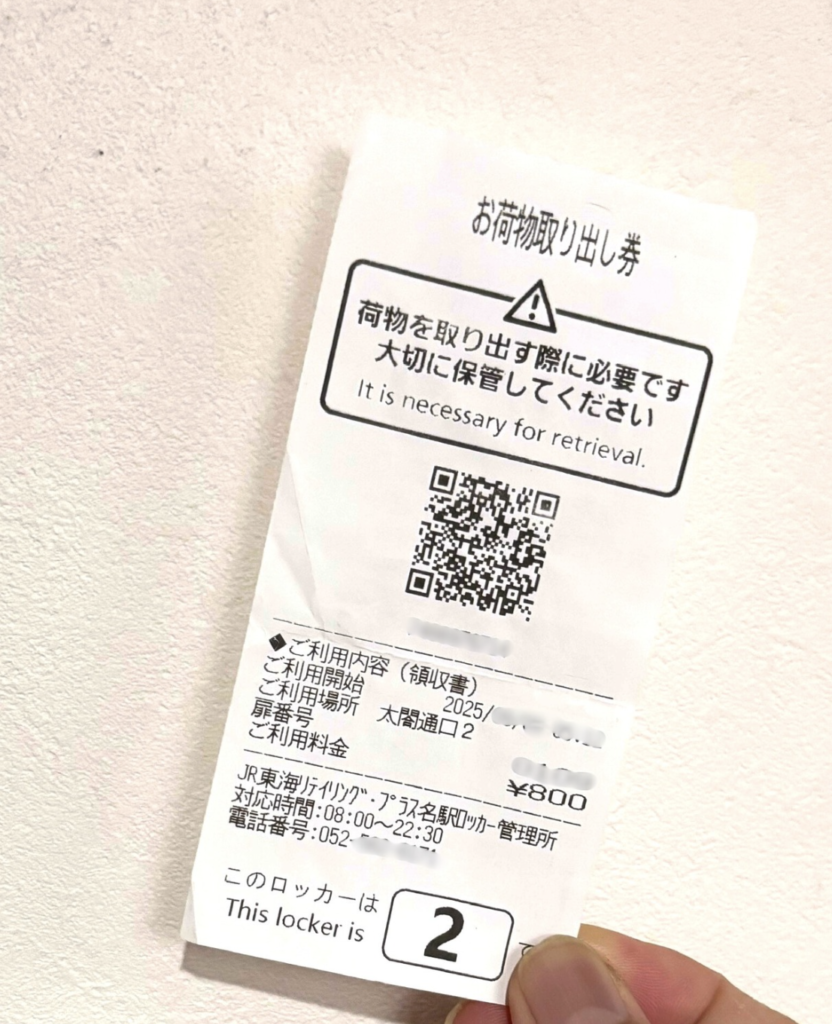 お荷物取り出し券
荷物を取り出す際に必要です
大切に保管してください
It is necessary for retrieval.
◆ご利用内容（領収書）
ご利用開始 2025/
ご利用場所 太閤通口2
扉番号
ご利用料金 ¥800
JR東海ﾘﾃｲﾘﾝｸﾞ･ﾌﾟﾗｽ名駅ﾛｯｶｰ管理所
対応時間:08:00～22:30
電話番号:052-
このロッカーは
This locker is
2
で